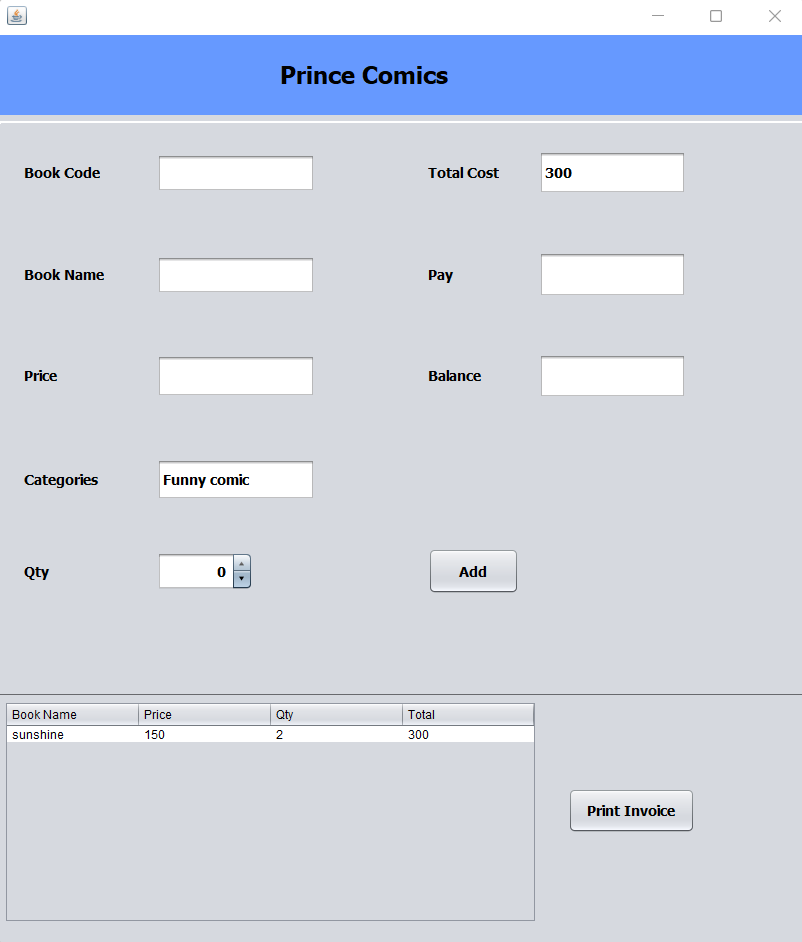 Prince Comics
Book Code
Total Cost
300
Book Name
Pay
Price
Balance
Categories
Funny comic
Qty
0
Add
Book Name Price Qty Total
sunshine 150 2 300
Print Invoice